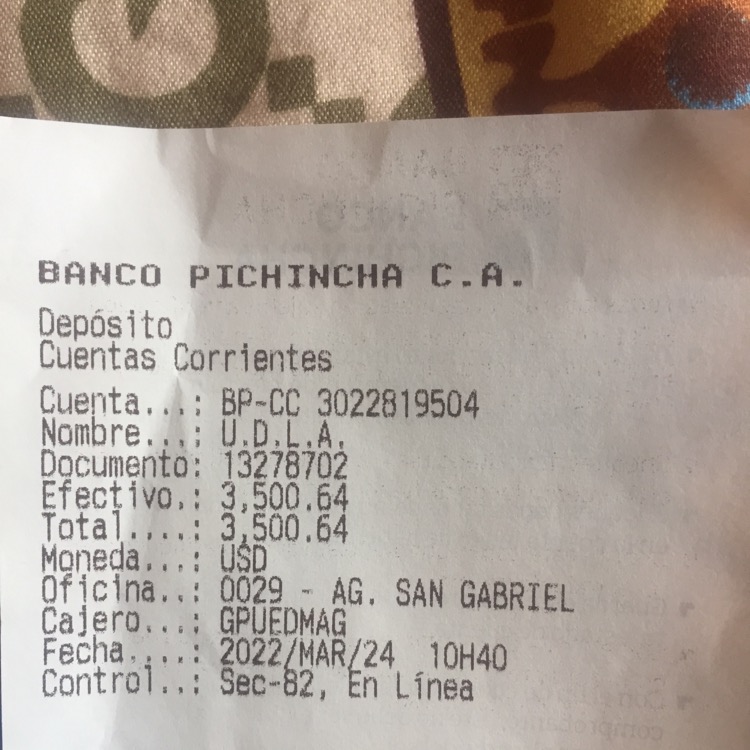 BANCO PICHINCHA C.A.
Depósito
Cuentas Corrientes
Cuenta...: BP-CC 3022819504
Nombre...: U.D.L.A.
Documento: 13278702
Efectivo.: 3,500.64
Total....: 3,500.64
Moneda...: USD
Oficina..: 0029 - AG. SAN GABRIEL
Cajero...: GPUEDMAG
Fecha....: 2022/MAR/24 10H40
Control..: Sec-82, En Línea